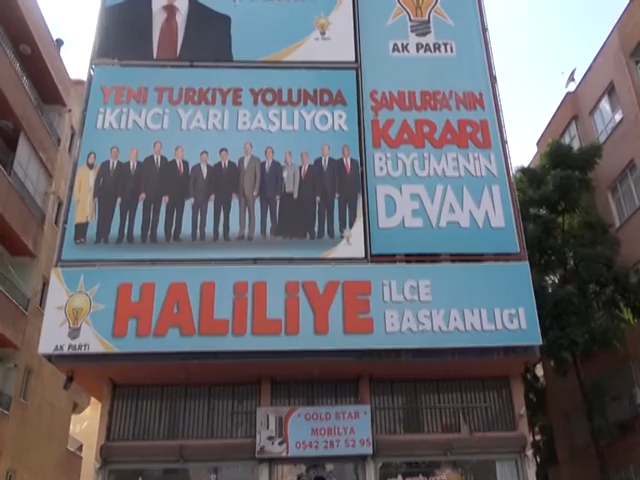 AK PARTİ
YENİ TÜRKİYE YOLUNDA
İKİNCİ YARI BAŞLIYOR
ŞANLIURFA'NIN
KARARI
BÜYÜMENİN
DEVAMI
AK PARTİ
HALİLİYE
İLÇE
BAŞKANLIĞI
* GOLD STAR *
MOBİLYA
0542 287 52 95